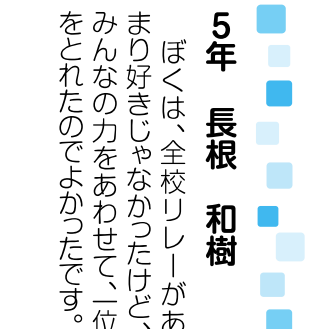 5年 長根 和樹
ぼくは、全校リレーがあ
まり好きじゃなかったけど、
みんなの力をあわせて、一位
をとれたのでよかったです。